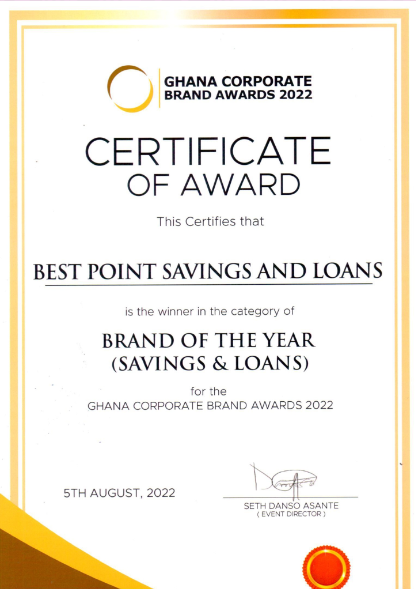 GHANA CORPORATE
BRAND AWARDS 2022
CERTIFICATE
OF AWARD
This Certifies that
BEST POINT SAVINGS AND LOANS
is the winner in the category of
BRAND OF THE YEAR
(SAVINGS & LOANS)
for the
GHANA CORPORATE BRAND AWARDS 2022
5TH AUGUST, 2022
SETH DANSO ASANTE
( EVENT DIRECTOR )